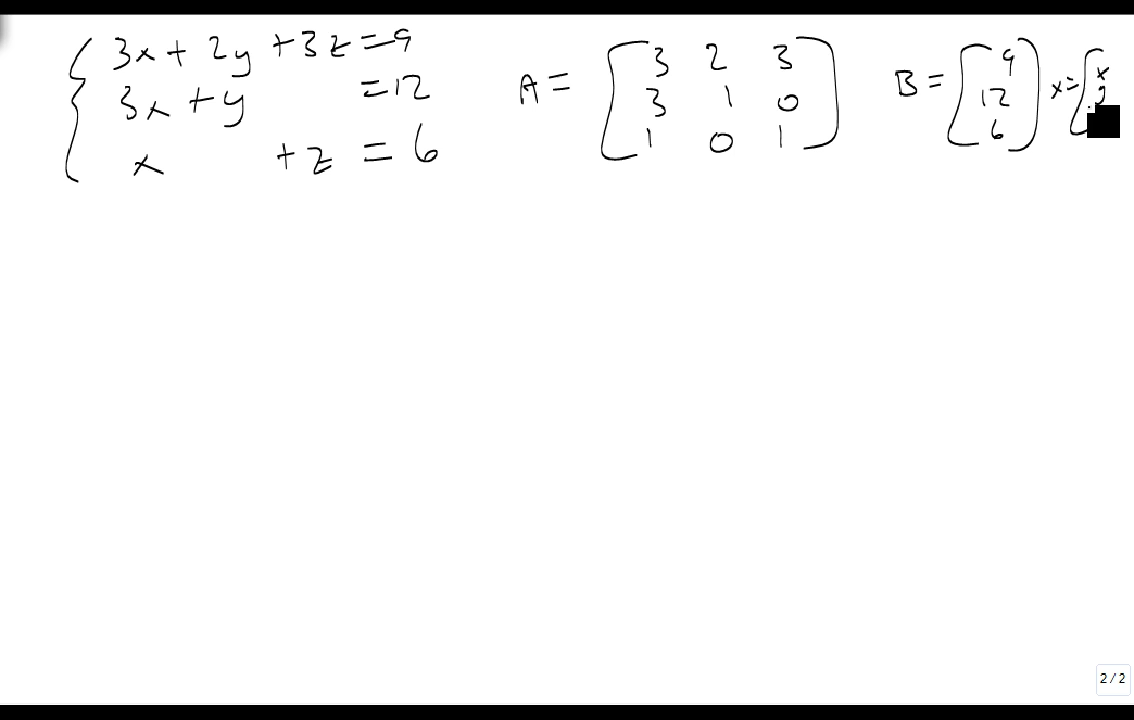 3x + 2y + 3z = 9
3x + y = 12
x + z = 6
A = [ 3 2 3
3 1 0
1 0 1 ]
B = [ 9
12
6 ]
x = [ x
y
2 / 2